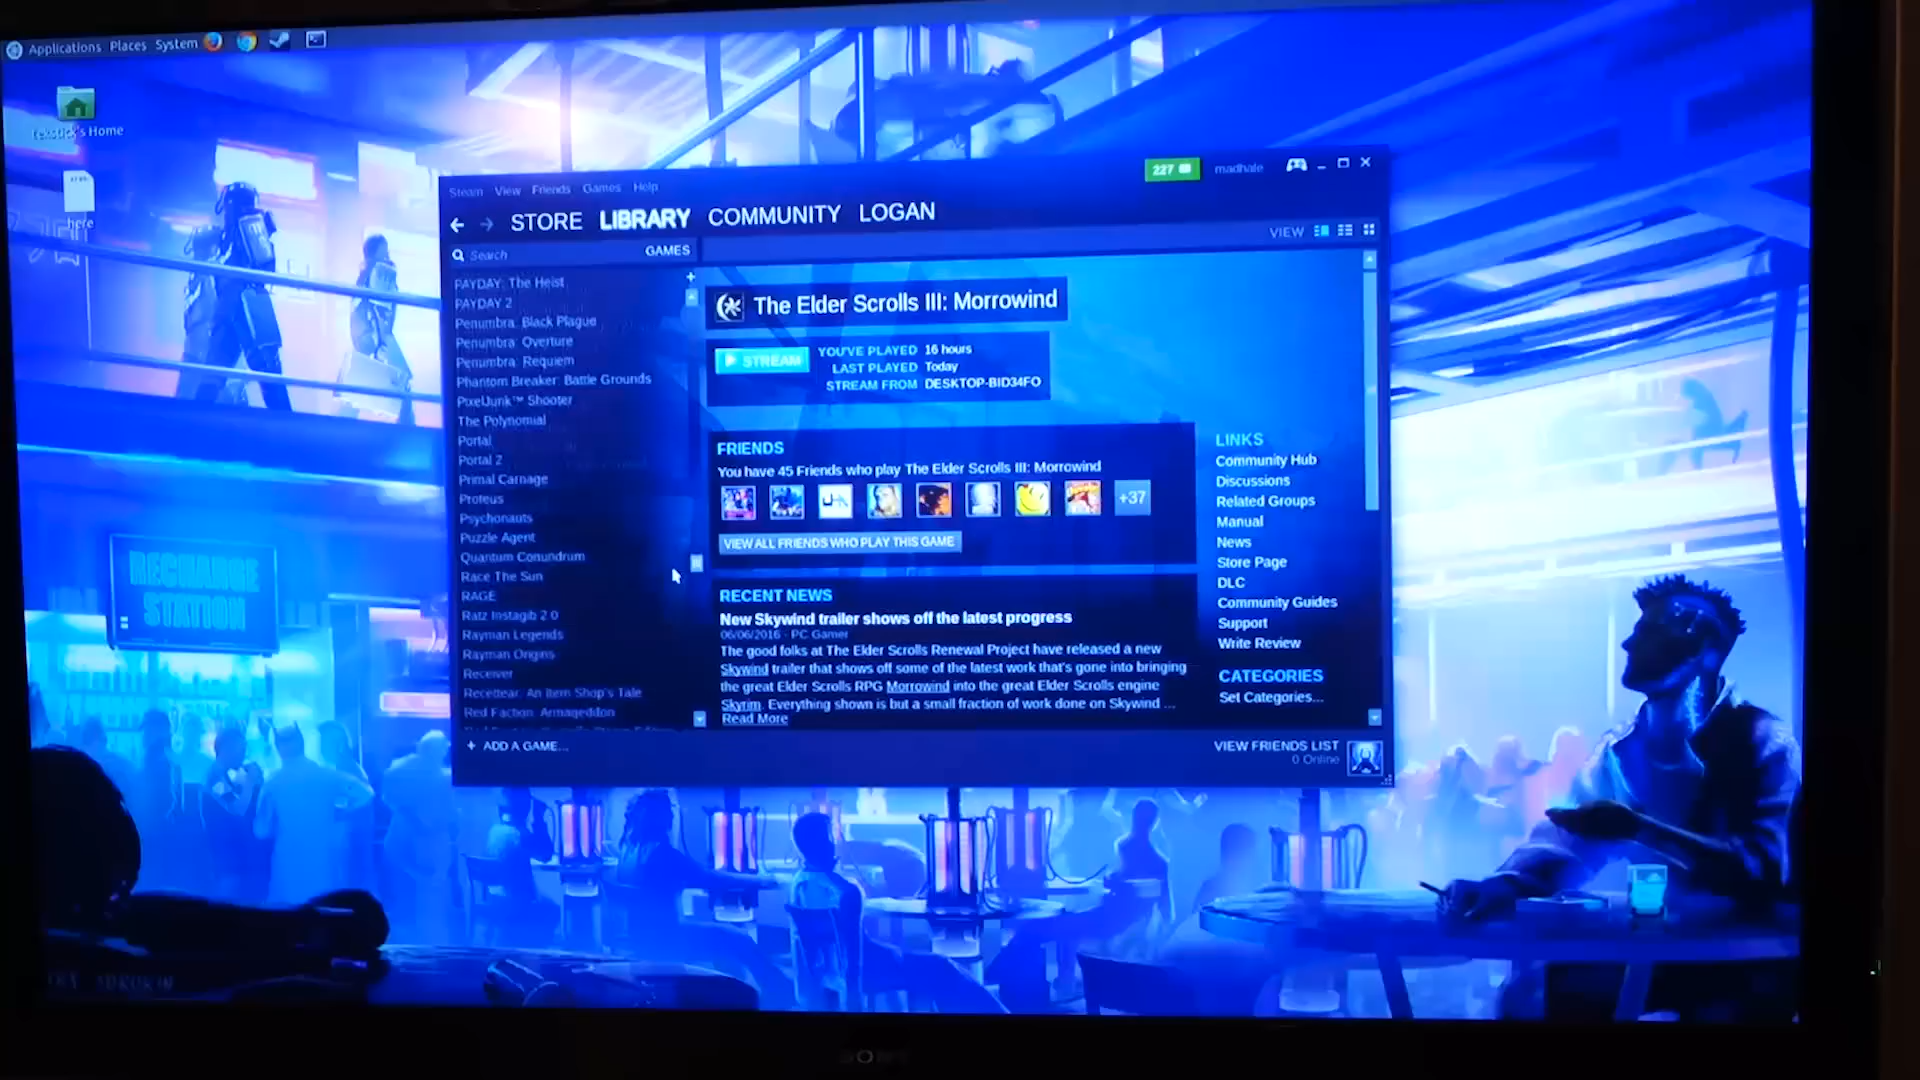 Applications Places System
tekstick's Home
here
227 madhale
Steam View Friends Games Help
STORE LIBRARY COMMUNITY LOGAN
VIEW
Search GAMES
PAYDAY: The Heist
PAYDAY 2
Penumbra: Black Plague
Penumbra: Overture
Penumbra: Requiem
Phantom Breaker: Battle Grounds
PixelJunk™ Shooter
The Polynomial
Portal
Portal 2
Primal Carnage
Proteus
Psychonauts
Puzzle Agent
Quantum Conundrum
Race The Sun
RAGE
Ratz Instagib 2.0
Rayman Legends
Rayman Origins
Receiver
Recettear: An Item Shop's Tale
Red Faction: Armageddon
+ ADD A GAME...
The Elder Scrolls III: Morrowind
STREAM
YOU'VE PLAYED 16 hours
LAST PLAYED Today
STREAM FROM DESKTOP-BID34FO
FRIENDS
You have 45 Friends who play The Elder Scrolls III: Morrowind
+37
VIEW ALL FRIENDS WHO PLAY THIS GAME
RECENT NEWS
New Skywind trailer shows off the latest progress
06/06/2016 - PC Gamer
The good folks at The Elder Scrolls Renewal Project have released a new
Skywind trailer that shows off some of the latest work that's gone into bringing
the great Elder Scrolls RPG Morrowind into the great Elder Scrolls engine
Skyrim. Everything shown is but a small fraction of work done on Skywind ...
Read More
LINKS
Community Hub
Discussions
Related Groups
Manual
News
Store Page
DLC
Community Guides
Support
Write Review
CATEGORIES
Set Categories...
VIEW FRIENDS LIST
0 Online
RECHARGE
STATION
SONY